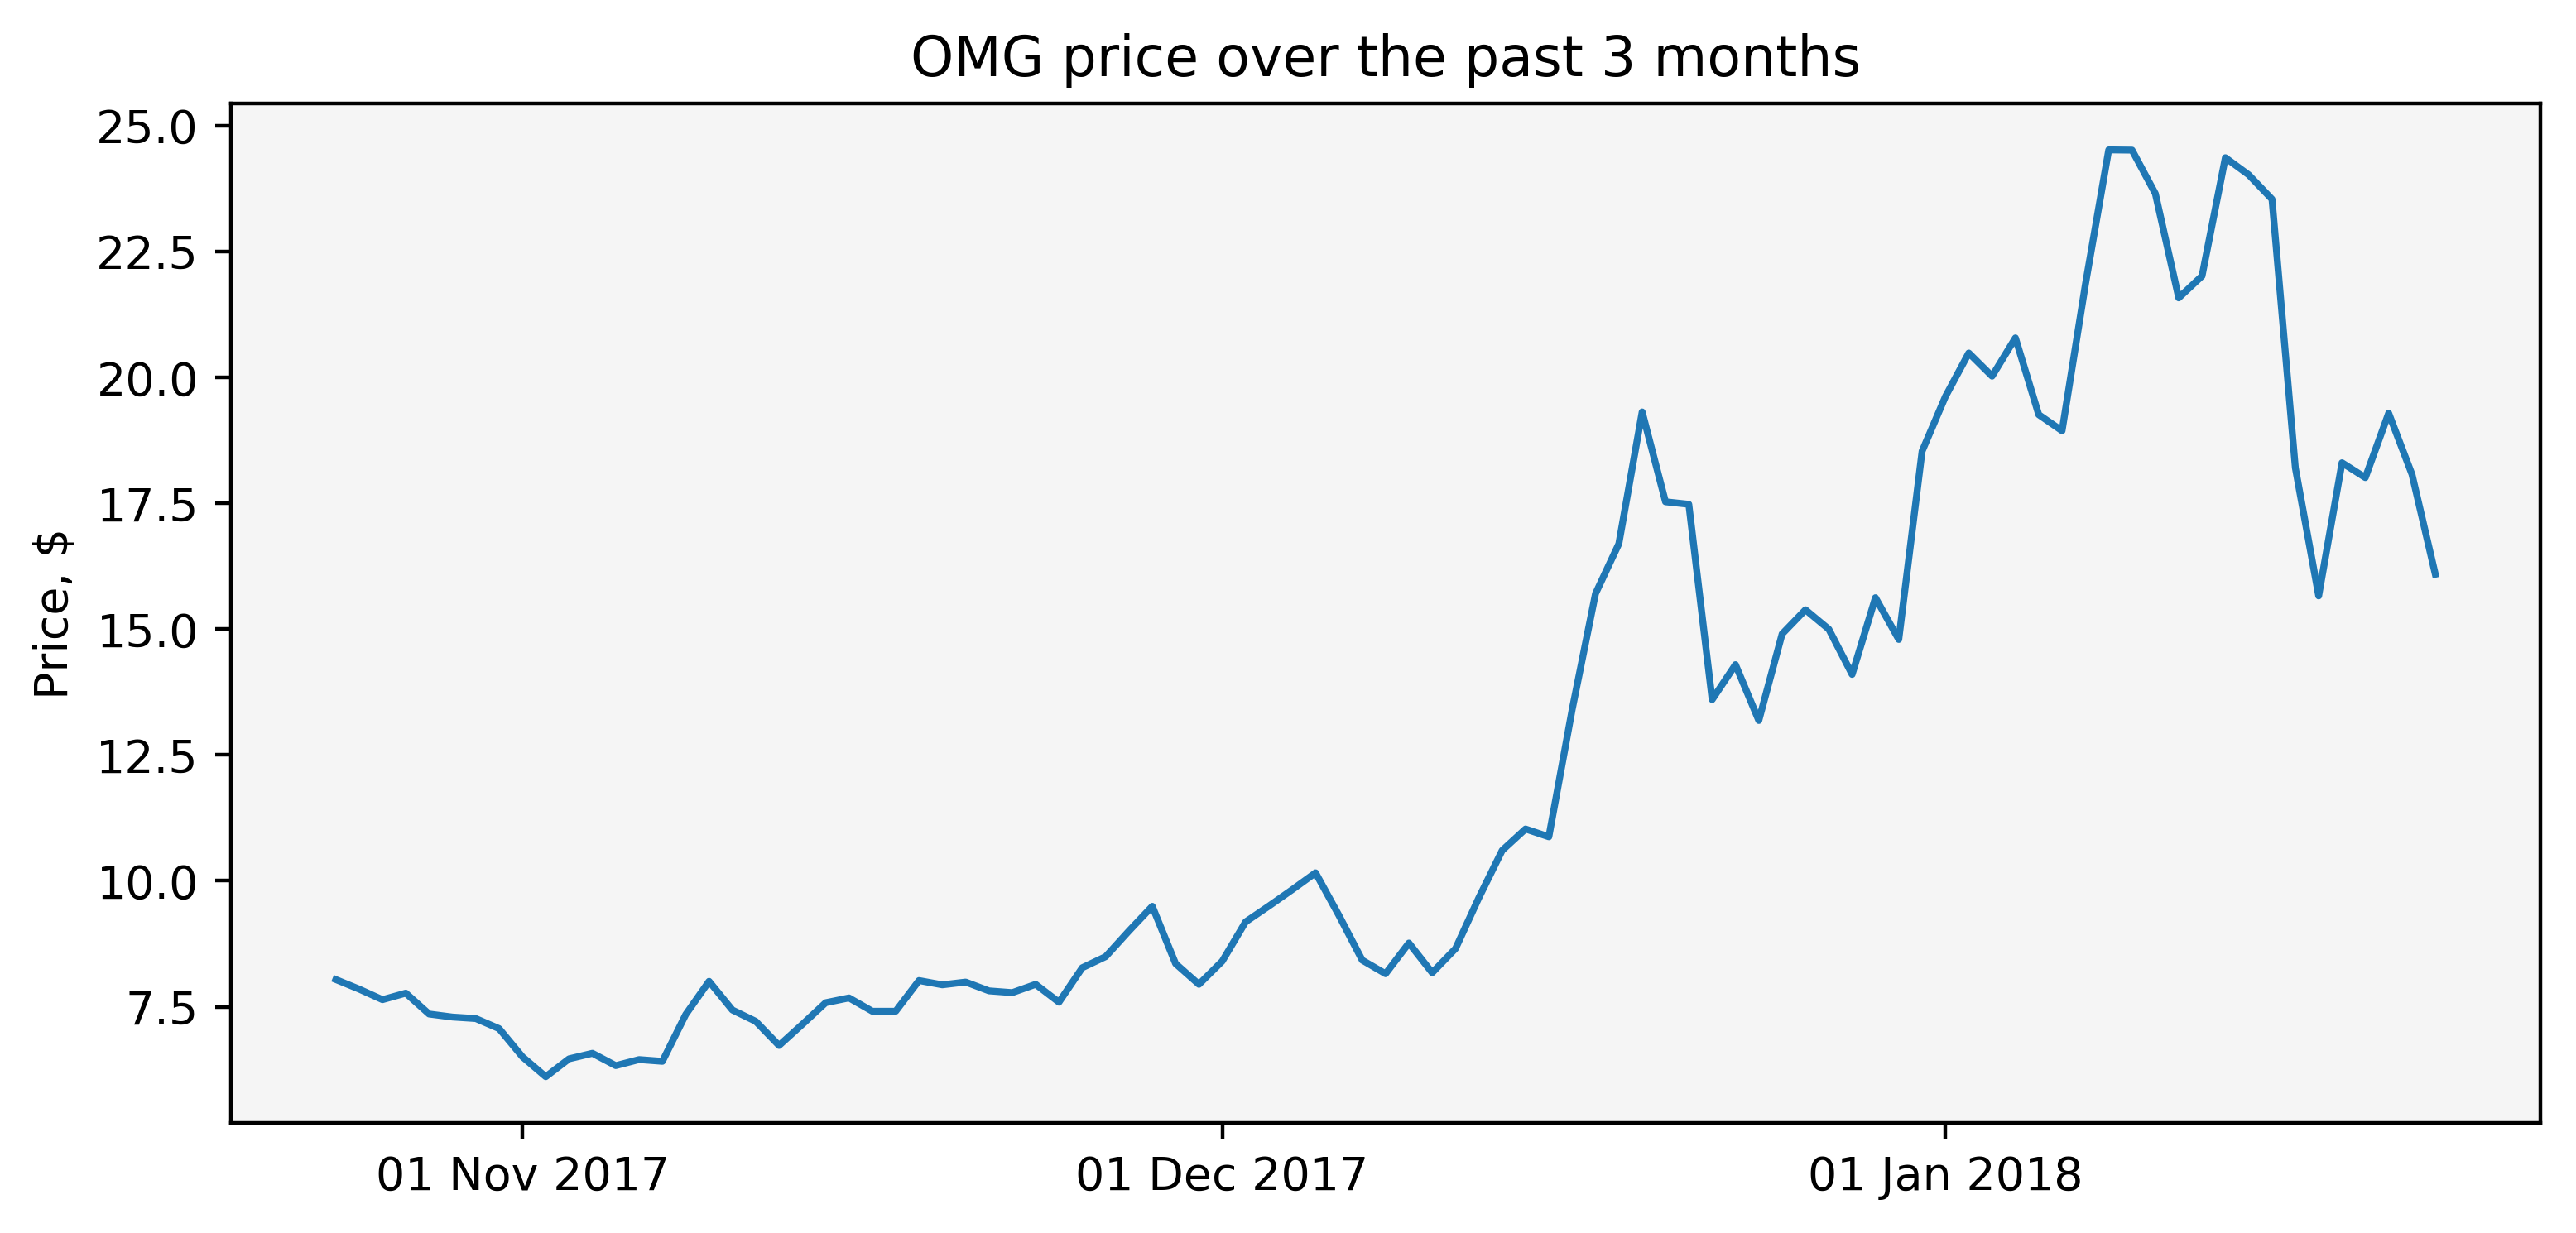 OMG price over the past 3 months
25.0
22.5
20.0
17.5
15.0
12.5
10.0
7.5
Price, $
01 Nov 2017
01 Dec 2017
01 Jan 2018